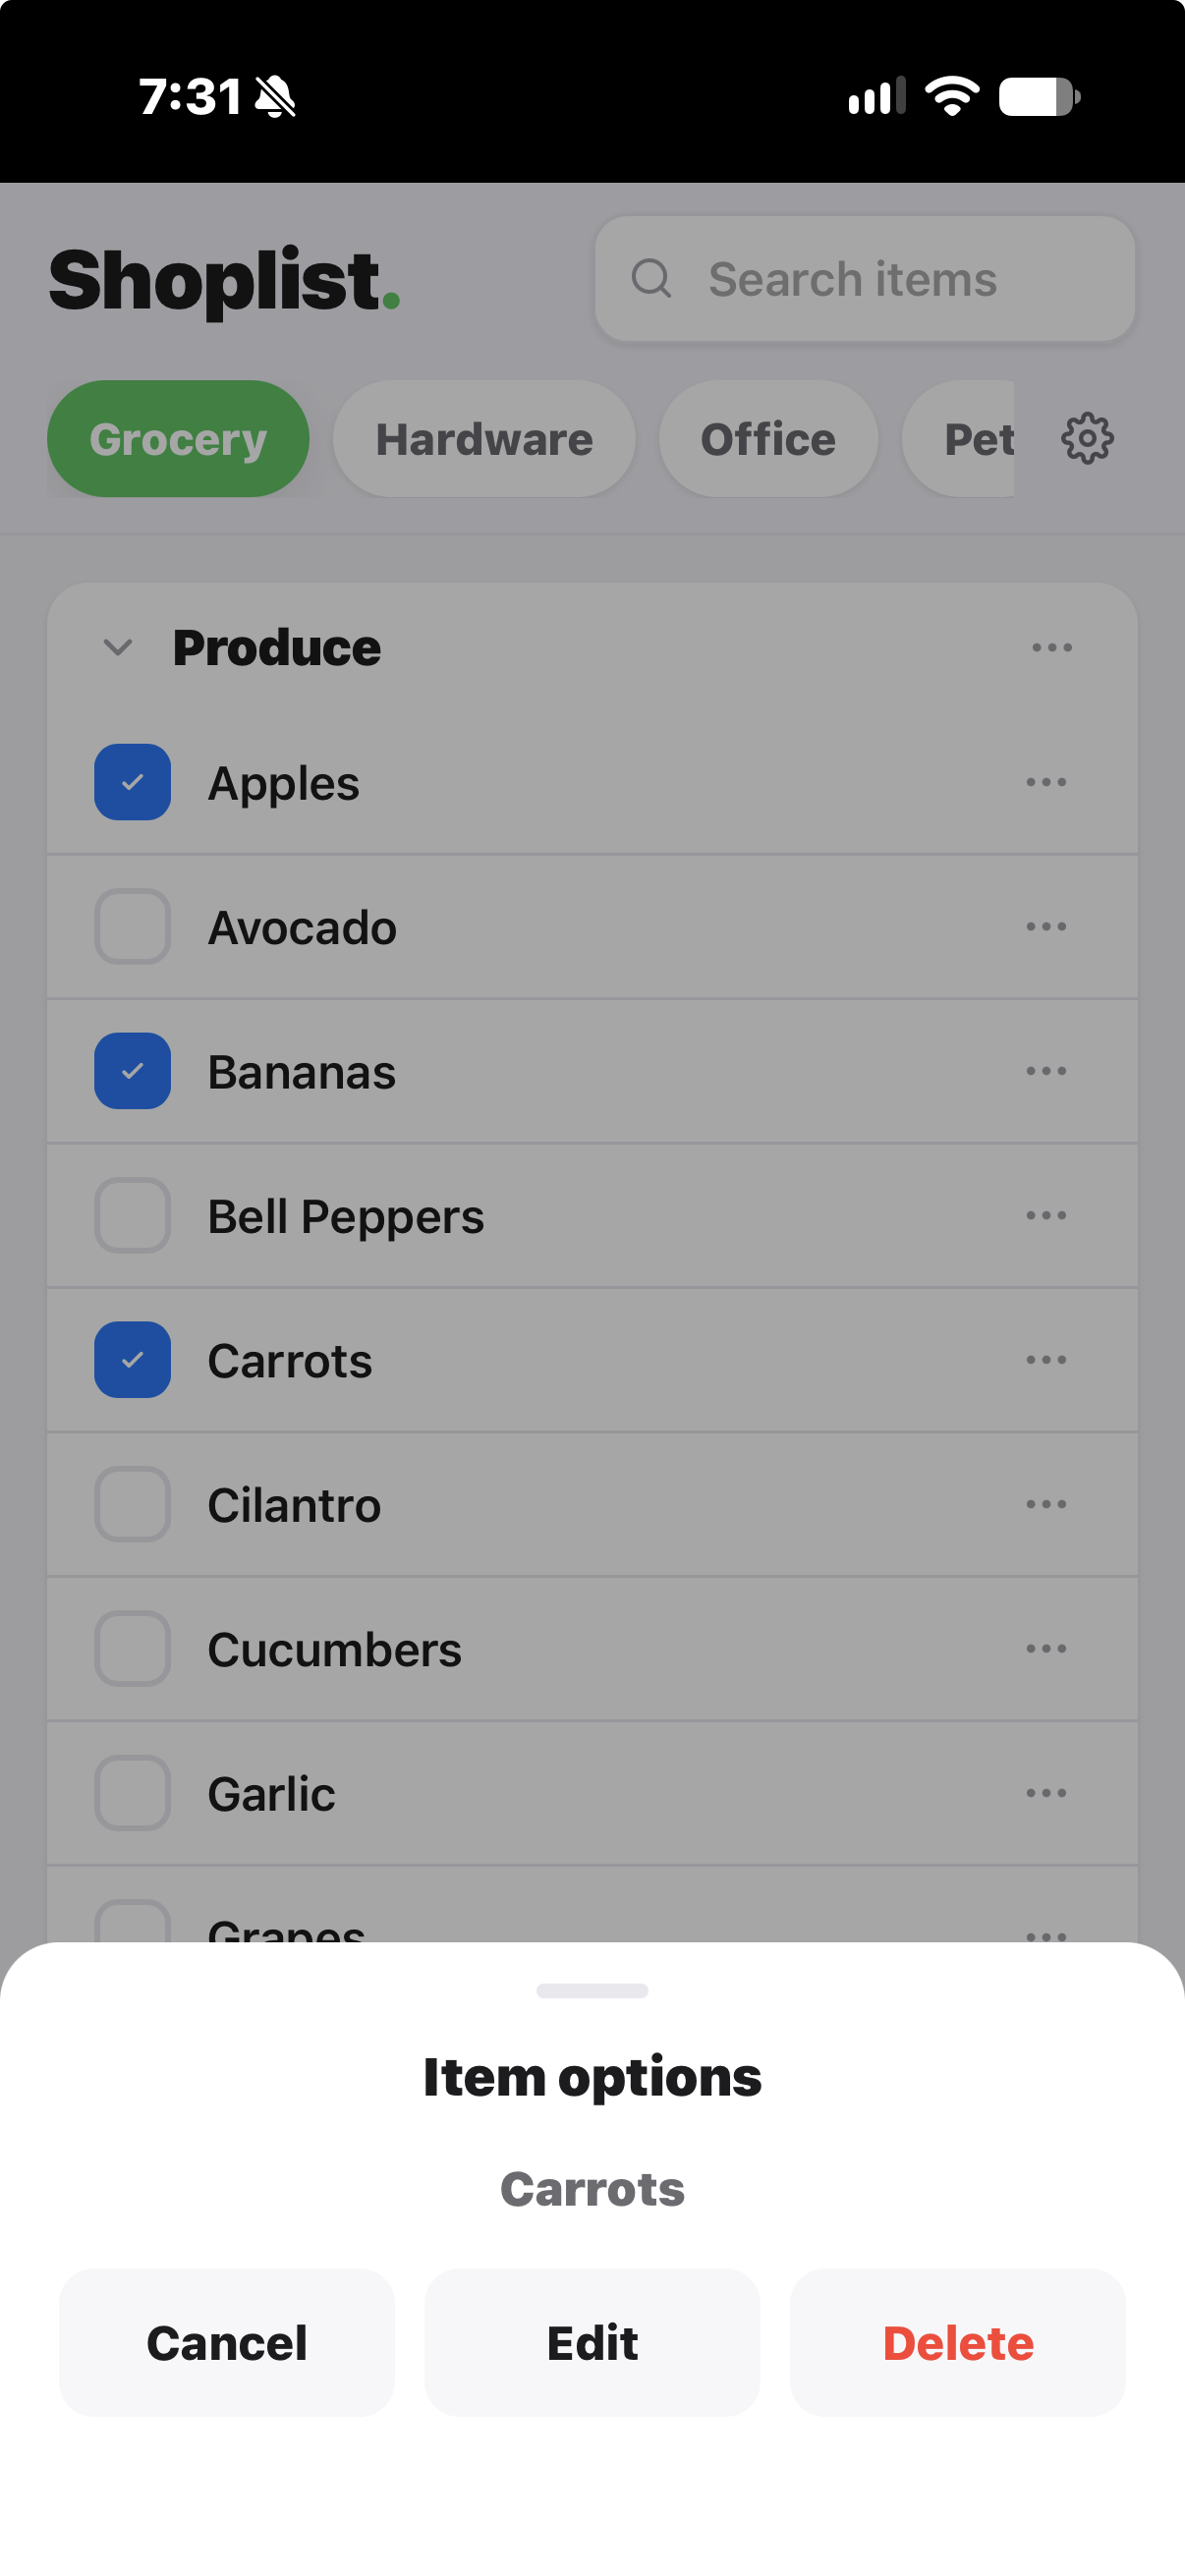 7:31
Shoplist.
Search items
Grocery Hardware Office Pet
Produce
Apples
Avocado
Bananas
Bell Peppers
Carrots
Cilantro
Cucumbers
Garlic
Grapes
Item options
Carrots
Cancel Edit Delete